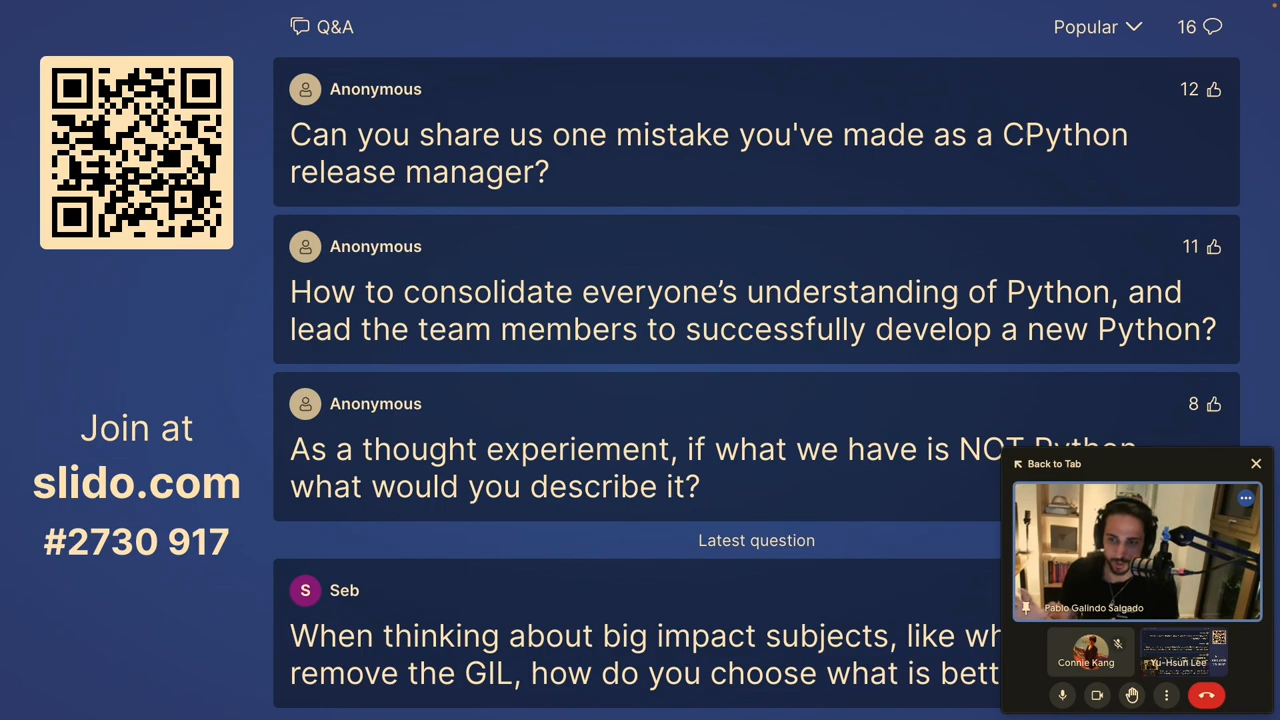 Q&A
Popular
16
Anonymous
12
Can you share us one mistake you've made as a CPython
release manager?
Anonymous
11
How to consolidate everyone’s understanding of Python, and
lead the team members to successfully develop a new Python?
Anonymous
8
As a thought experiement, if what we have is NOT Python
what would you describe it?
Latest question
S
Seb
When thinking about big impact subjects, like
remove the GIL, how do you choose what is
Join at
slido.com
#2730 917
Back to Tab
Pablo Galindo Salgado
Connie Kang
Yu-Hsun Lee